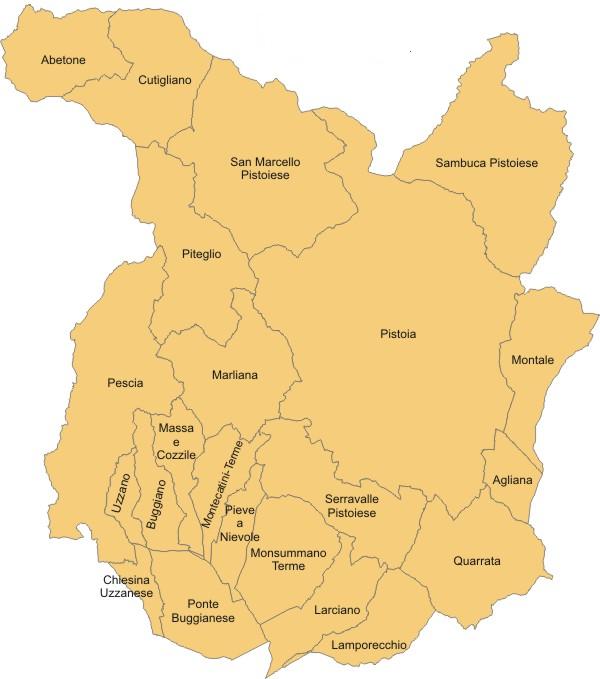 Abetone
Cutigliano
San Marcello
Pistoiese
Sambuca Pistoiese
Piteglio
Pistoia
Montale
Pescia
Marliana
Massa
e
Cozzile
Montecatini-Terme
Uzzano
Buggiano
Pieve
a
Nievole
Serravalle
Pistoiese
Agliana
Monsummano
Terme
Quarrata
Chiesina
Uzzanese
Ponte
Buggianese
Larciano
Lamporecchio